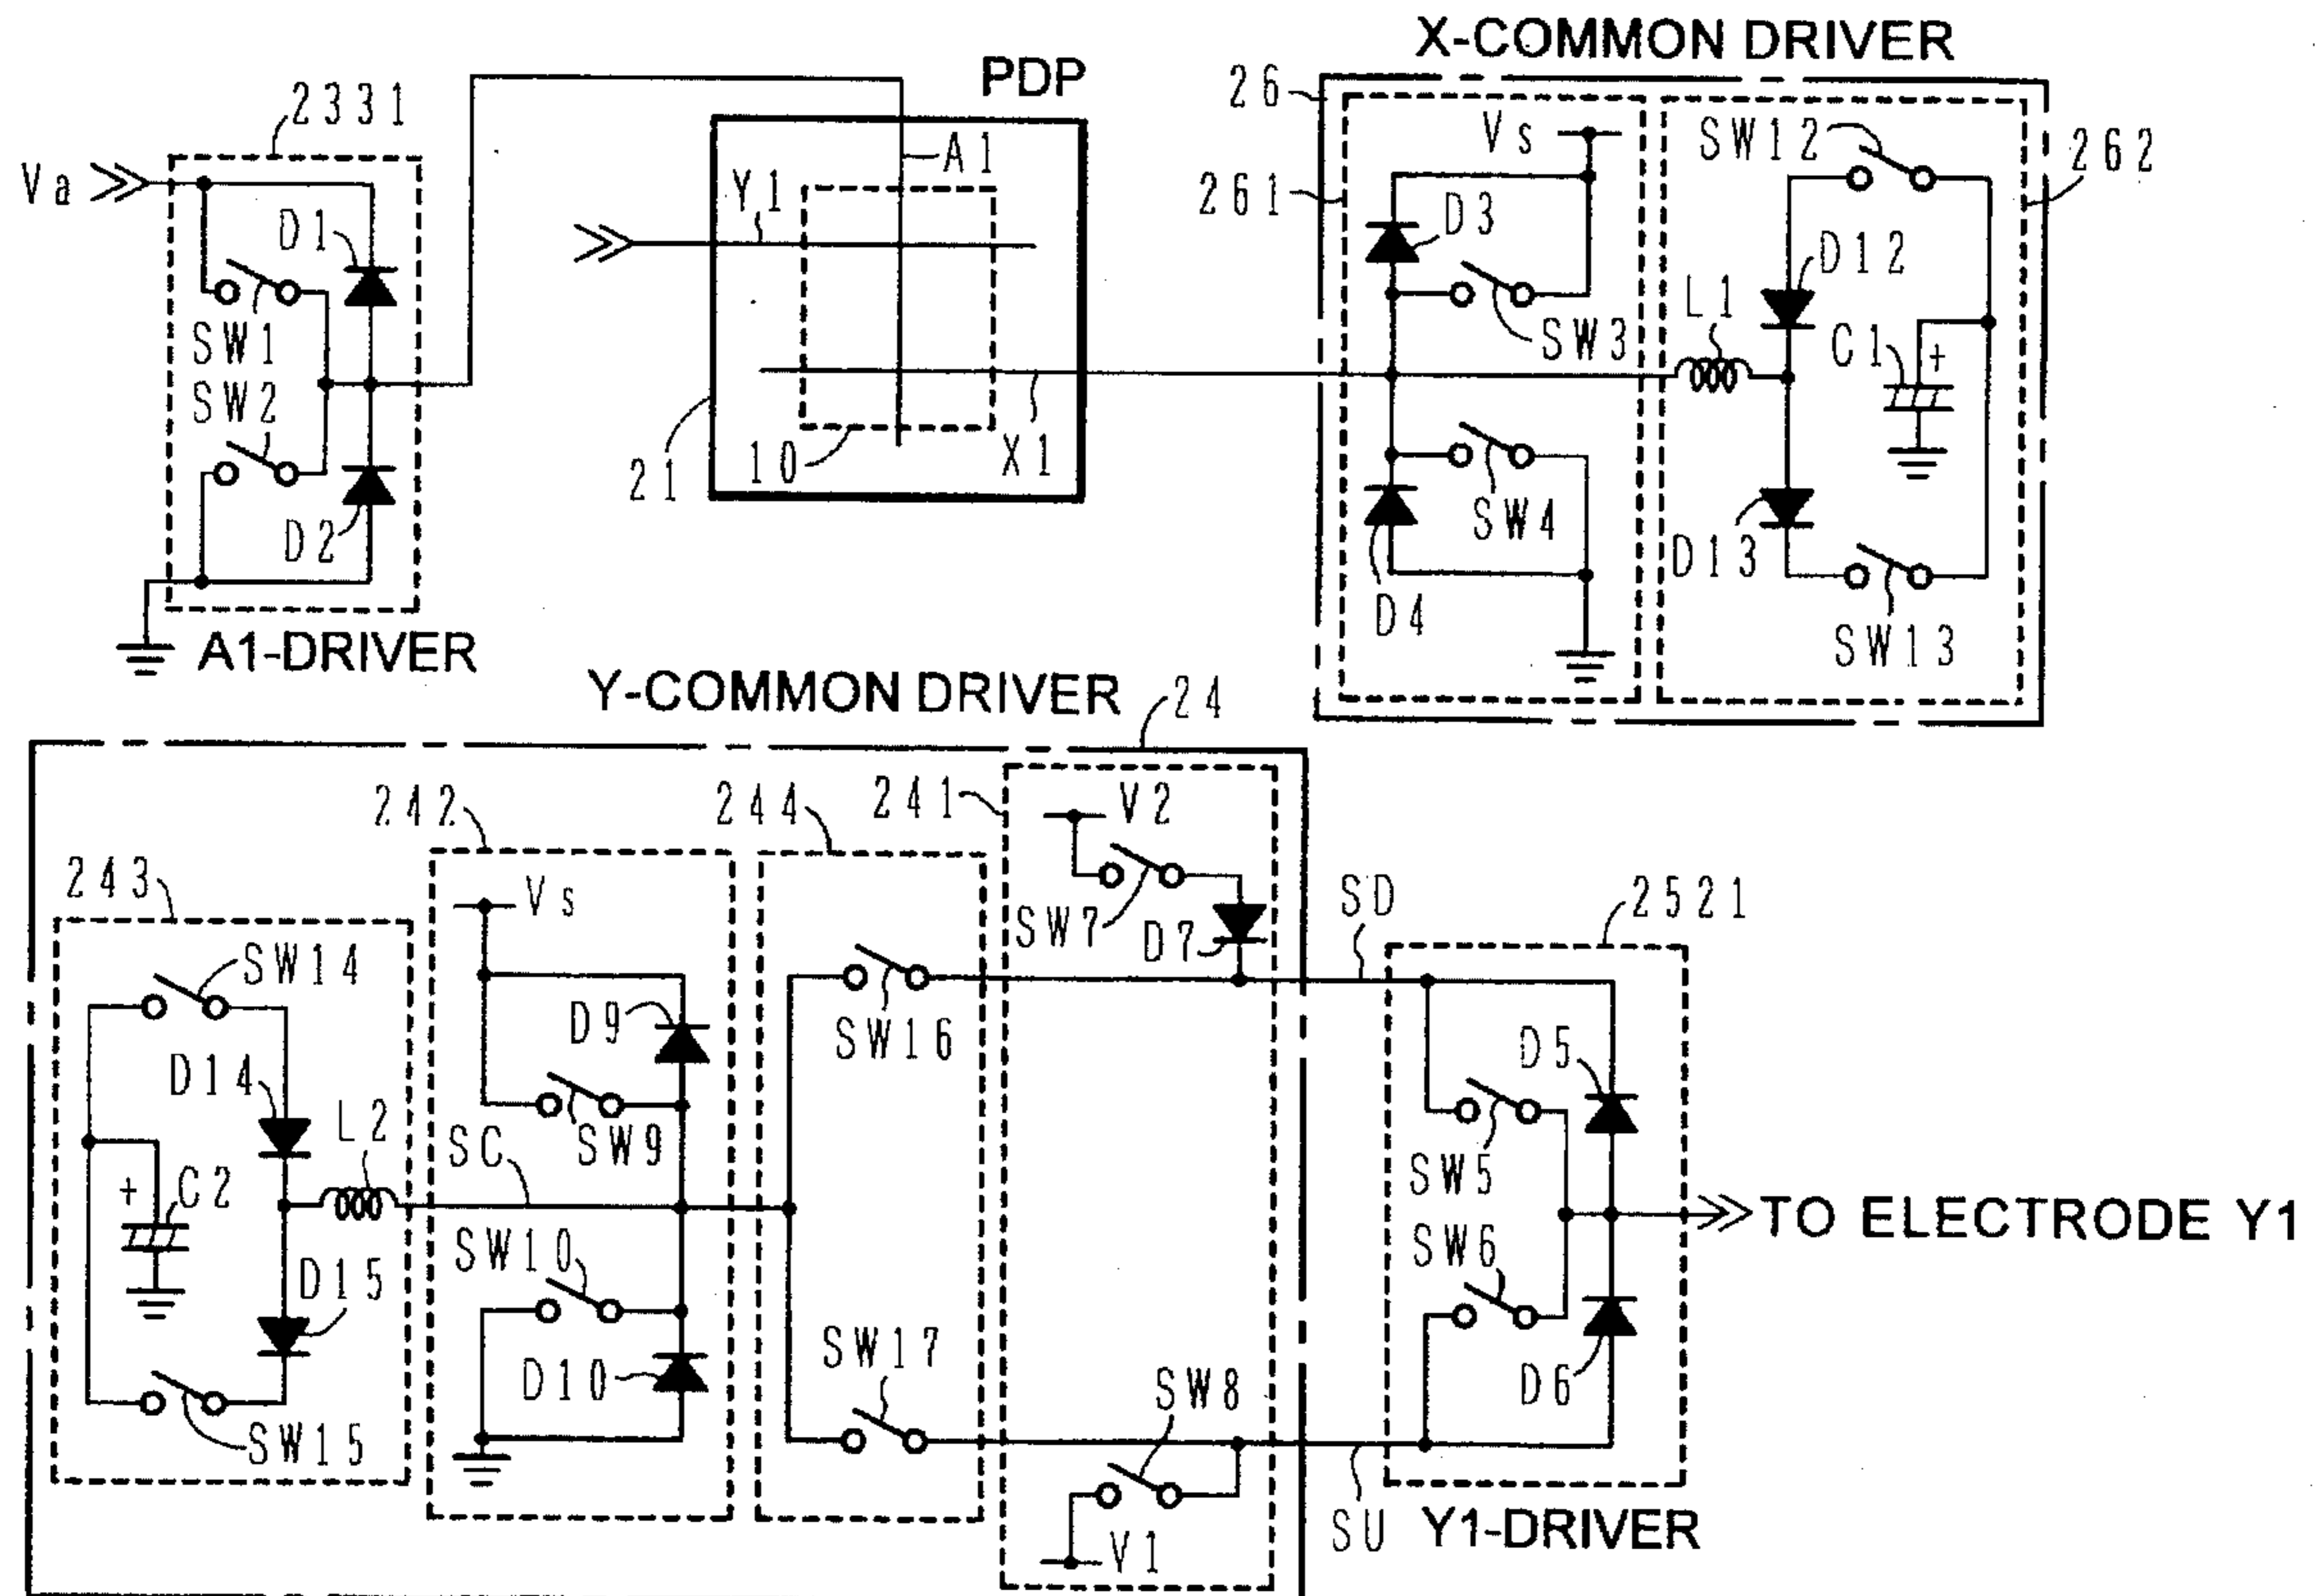 X-COMMON DRIVER
PDP
2331
26
Vs
SW12
262
Va
A1
261
D3
Y1
D1
D12
L1
C1
+
SW1
SW3
SW2
10
X1
21
SW4
D2
D13
D4
SW13
A1-DRIVER
Y-COMMON DRIVER
24
242
244
241
V2
243
Vs
SW7
D7
SD
2521
SW14
D9
SW16
D5
D14
L2
SC
SW9
SW5
+
C2
TO ELECTRODE Y1
SW10
SW6
D15
SW17
D10
SW8
D6
SW15
V1
SU
Y1-DRIVER